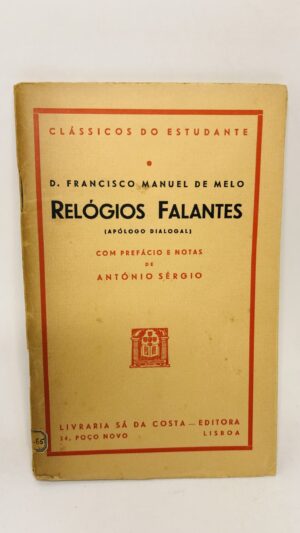 CLÁSSICOS DO ESTUDANTE
D. FRANCISCO MANUEL DE MELO
RELÓGIOS FALANTES
(APÓLOGO DIALOGAL)
COM PREFÁCIO E NOTAS
DE
ANTÓNIO SÉRGIO
LIVRARIA SÁ DA COSTA — EDITORA
24, POÇO NOVO LISBOA